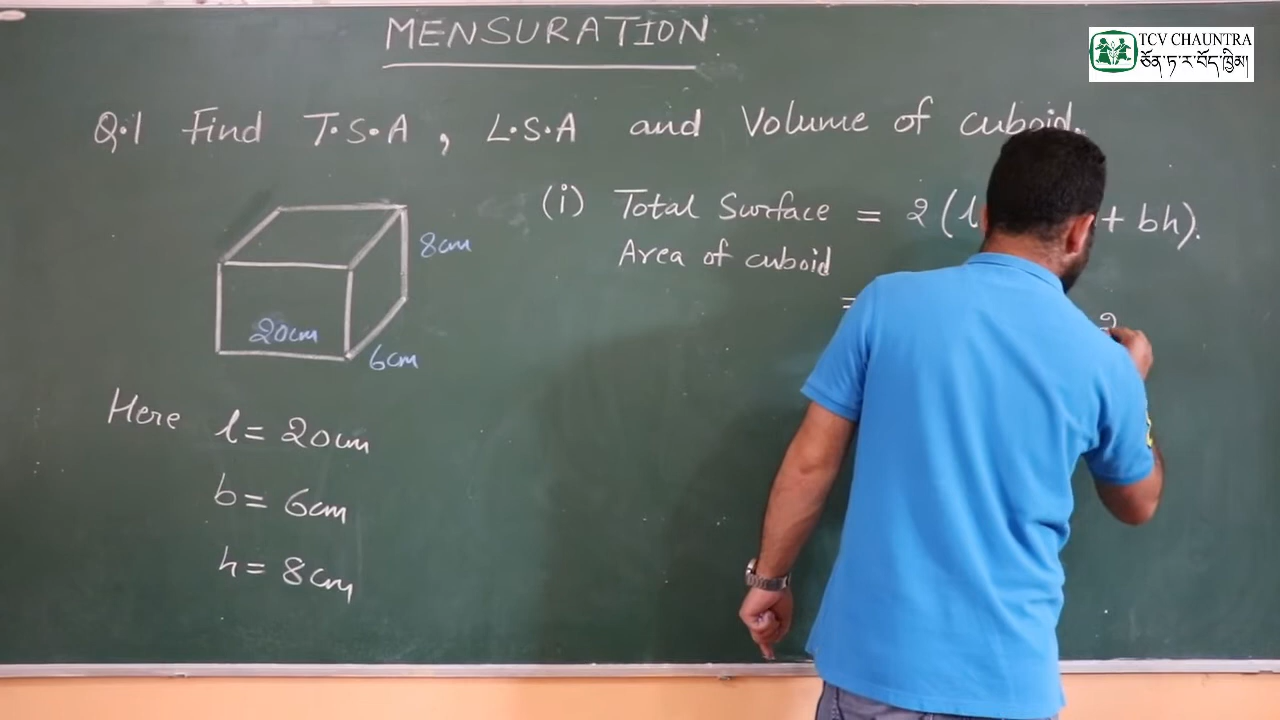 MENSURATION
TCV CHAUNTRA
ཅོན་ཏ་ར་བོད་ཁྱིམ།
Q.1 Find T.S.A , L.S.A and Volume of cuboid.
(i) Total Surface = 2(l + bh).
Area of cuboid
=
2
8cm
20cm
6cm
Here l = 20cm
b = 6cm
h = 8cm